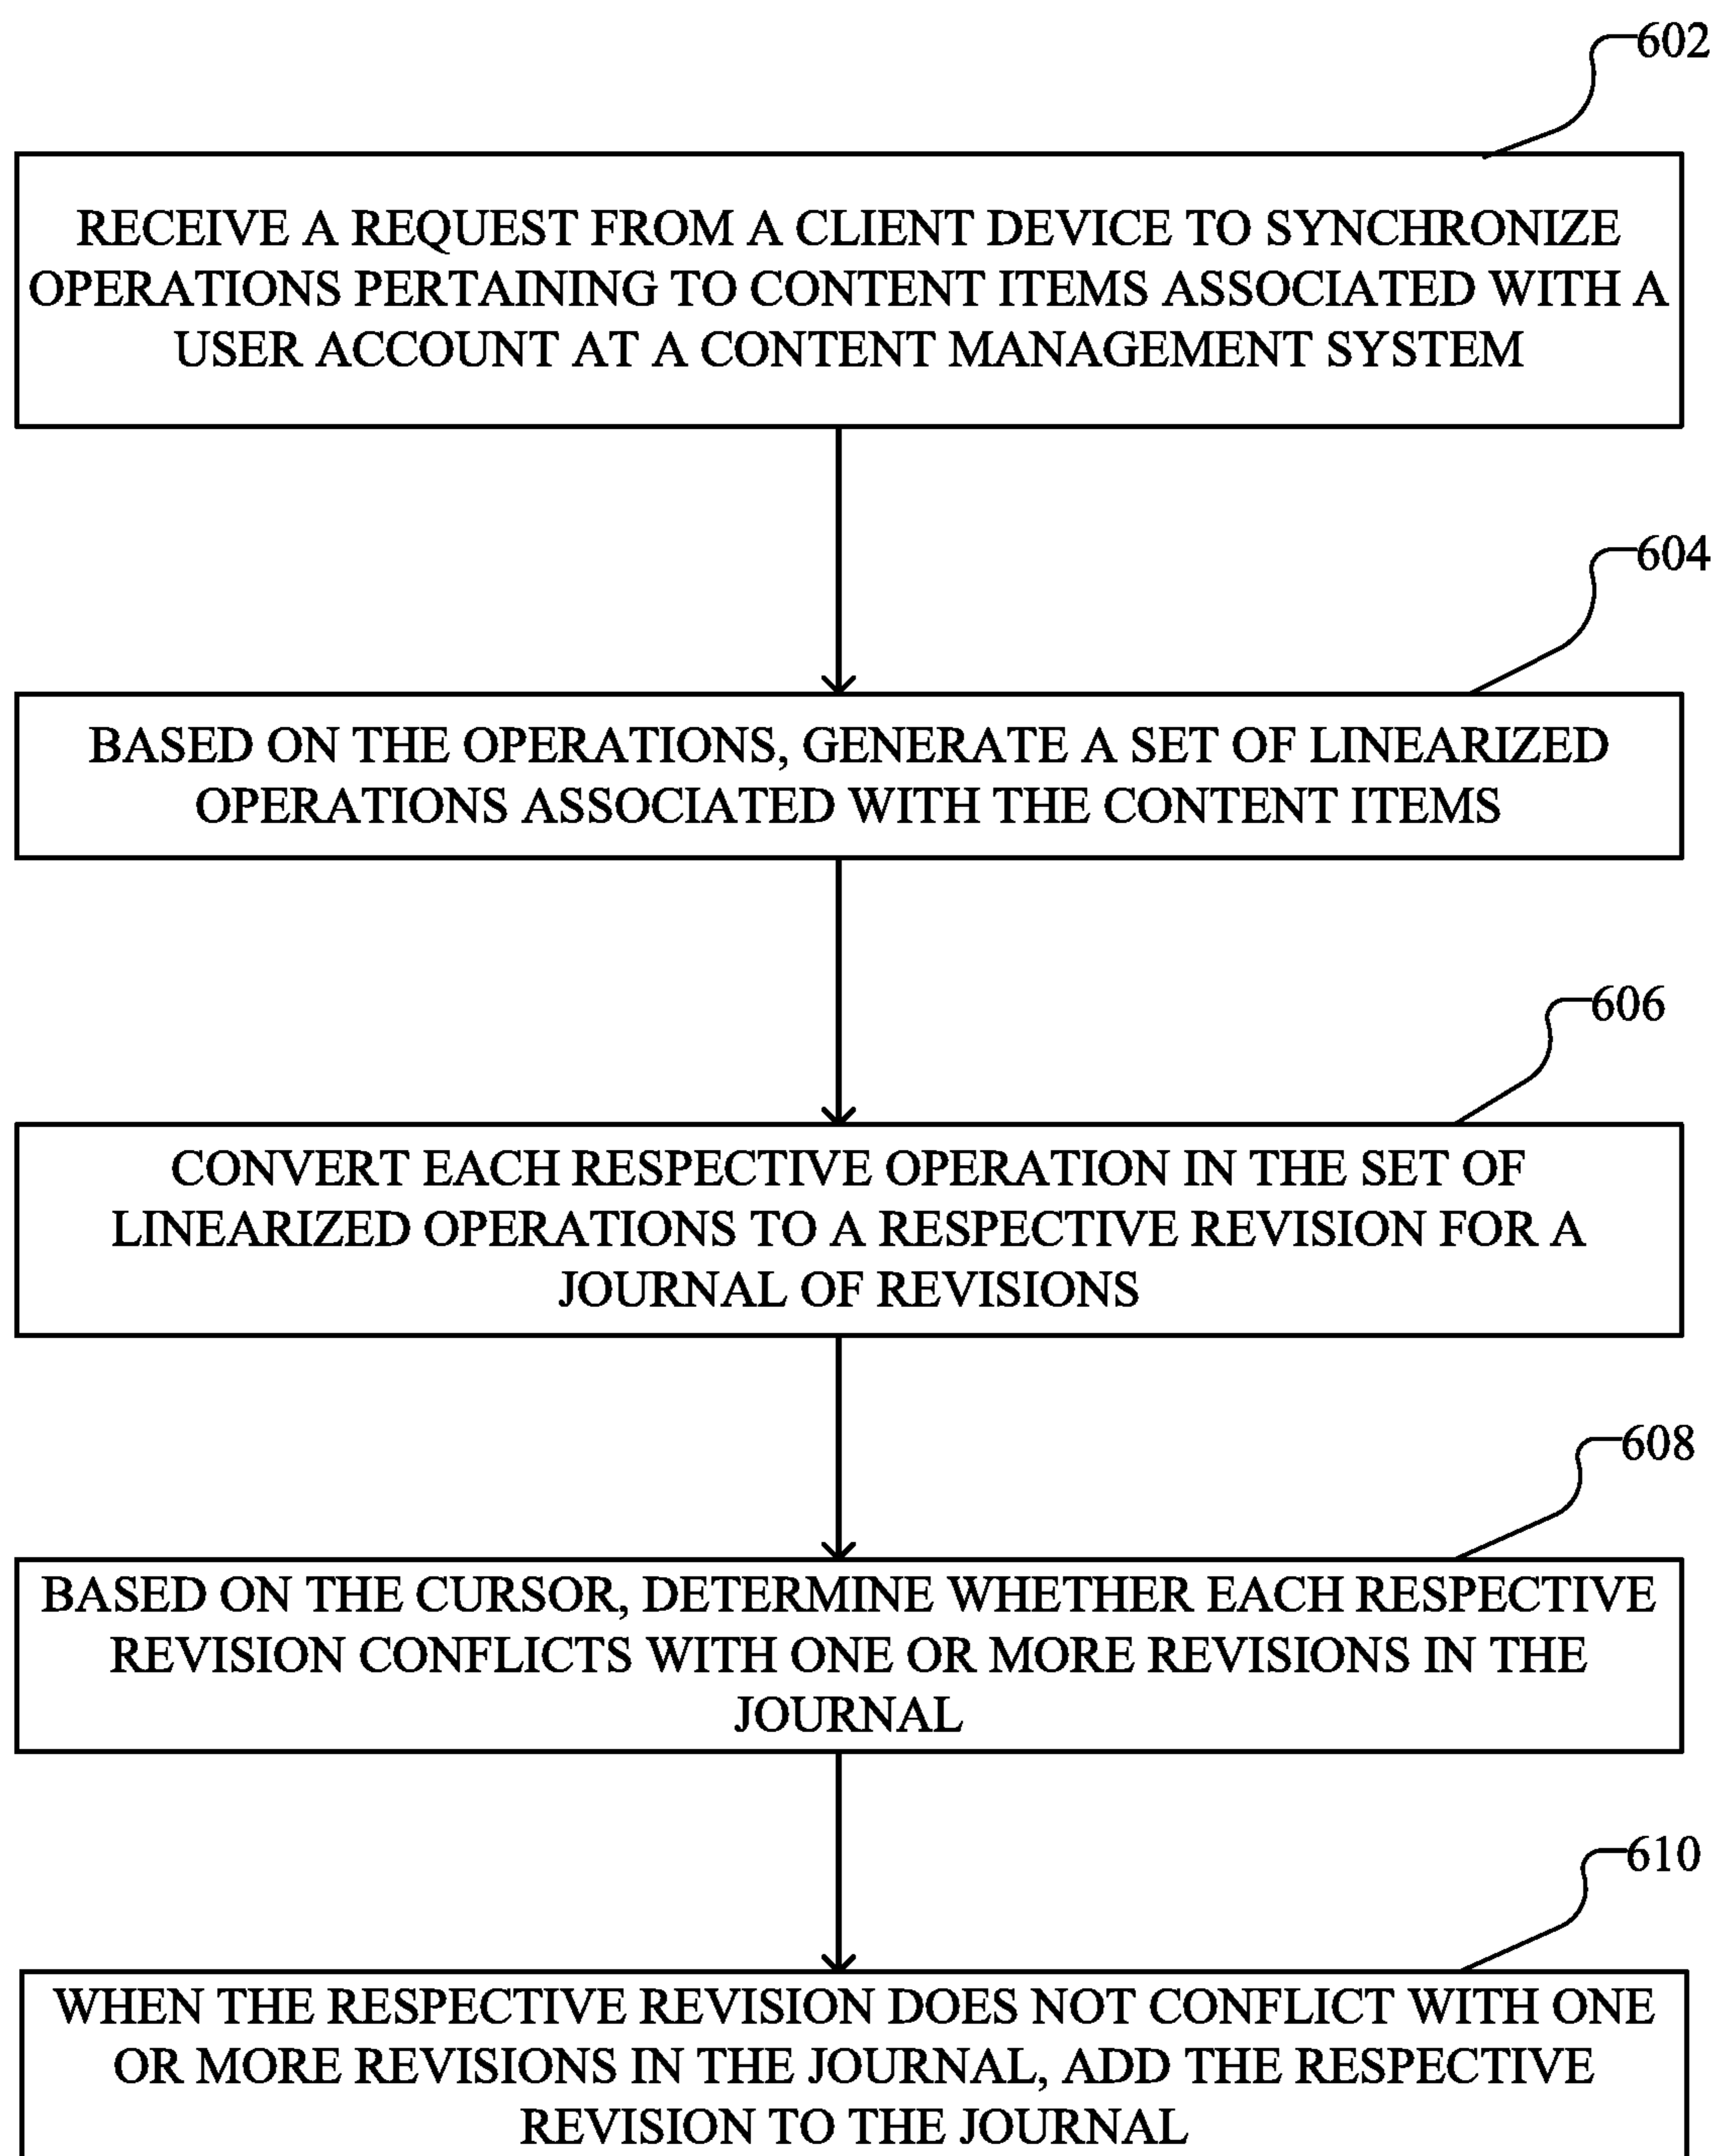 602
RECEIVE A REQUEST FROM A CLIENT DEVICE TO SYNCHRONIZE
OPERATIONS PERTAINING TO CONTENT ITEMS ASSOCIATED WITH A
USER ACCOUNT AT A CONTENT MANAGEMENT SYSTEM
604
BASED ON THE OPERATIONS, GENERATE A SET OF LINEARIZED
OPERATIONS ASSOCIATED WITH THE CONTENT ITEMS
606
CONVERT EACH RESPECTIVE OPERATION IN THE SET OF
LINEARIZED OPERATIONS TO A RESPECTIVE REVISION FOR A
JOURNAL OF REVISIONS
608
BASED ON THE CURSOR, DETERMINE WHETHER EACH RESPECTIVE
REVISION CONFLICTS WITH ONE OR MORE REVISIONS IN THE
JOURNAL
610
WHEN THE RESPECTIVE REVISION DOES NOT CONFLICT WITH ONE
OR MORE REVISIONS IN THE JOURNAL, ADD THE RESPECTIVE
REVISION TO THE JOURNAL